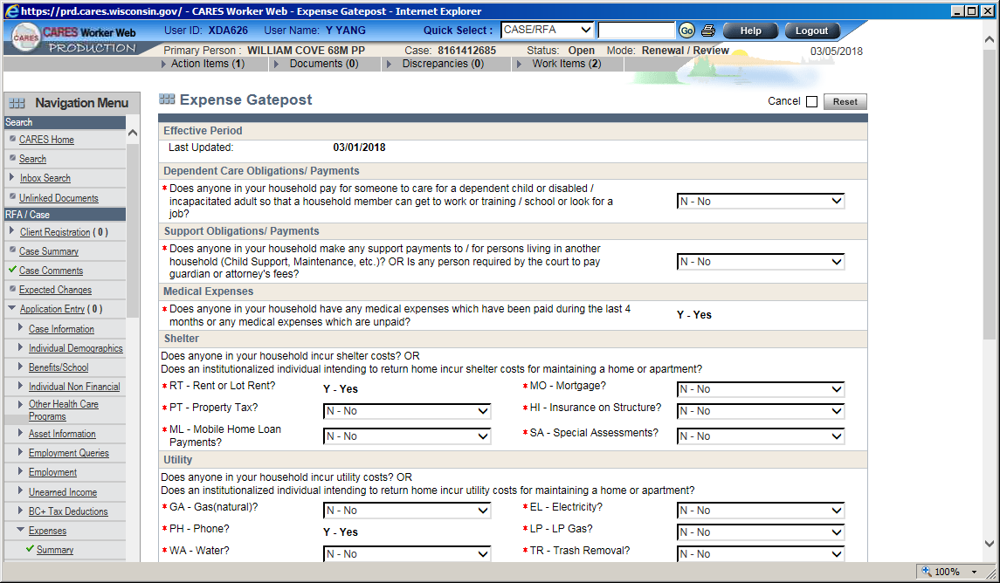 https://prd.cares.wisconsin.gov/ - CARES Worker Web - Expense Gatepost - Internet Explorer
CARES CARES Worker Web
PRODUCTION
User ID: XDA626 User Name: Y YANG Quick Select : CASE/RFA Go Help Logout
Primary Person : WILLIAM COVE 68M PP Case: 8161412685 Status: Open Mode: Renewal / Review 03/05/2018
Action Items (1) Documents (0) Discrepancies (0) Work Items (2)
Navigation Menu
Search
CARES Home
Search
Inbox Search
Unlinked Documents
RFA / Case
Client Registration ( 0 )
Case Summary
Case Comments
Expected Changes
Application Entry ( 0 )
Case Information
Individual Demographics
Benefits/School
Individual Non Financial
Other Health Care
Programs
Asset Information
Employment Queries
Employment
Unearned Income
BC+ Tax Deductions
Expenses
Summary
Expense Gatepost Cancel Reset
Effective Period
Last Updated: 03/01/2018
Dependent Care Obligations/ Payments
* Does anyone in your household pay for someone to care for a dependent child or disabled /
incapacitated adult so that a household member can get to work or training / school or look for a
job?
N - No
Support Obligations/ Payments
* Does anyone in your household make any support payments to / for persons living in another
household (Child Support, Maintenance, etc.)? OR Is any person required by the court to pay
guardian or attorney's fees?
N - No
Medical Expenses
* Does anyone in your household have any medical expenses which have been paid during the last 4
months or any medical expenses which are unpaid?
Y - Yes
Shelter
Does anyone in your household incur shelter costs? OR
Does an institutionalized individual intending to return home incur shelter costs for maintaining a home or apartment?
* RT - Rent or Lot Rent? Y - Yes * MO - Mortgage? N - No
* PT - Property Tax? N - No * HI - Insurance on Structure? N - No
* ML - Mobile Home Loan
Payments?
N - No * SA - Special Assessments? N - No
Utility
Does anyone in your household incur utility costs? OR
Does an institutionalized individual intending to return home incur utility costs for maintaining a home or apartment?
* GA - Gas(natural)? N - No * EL - Electricity? N - No
* PH - Phone? Y - Yes * LP - LP Gas? N - No
* WA - Water? N - No * TR - Trash Removal? N - No
100%